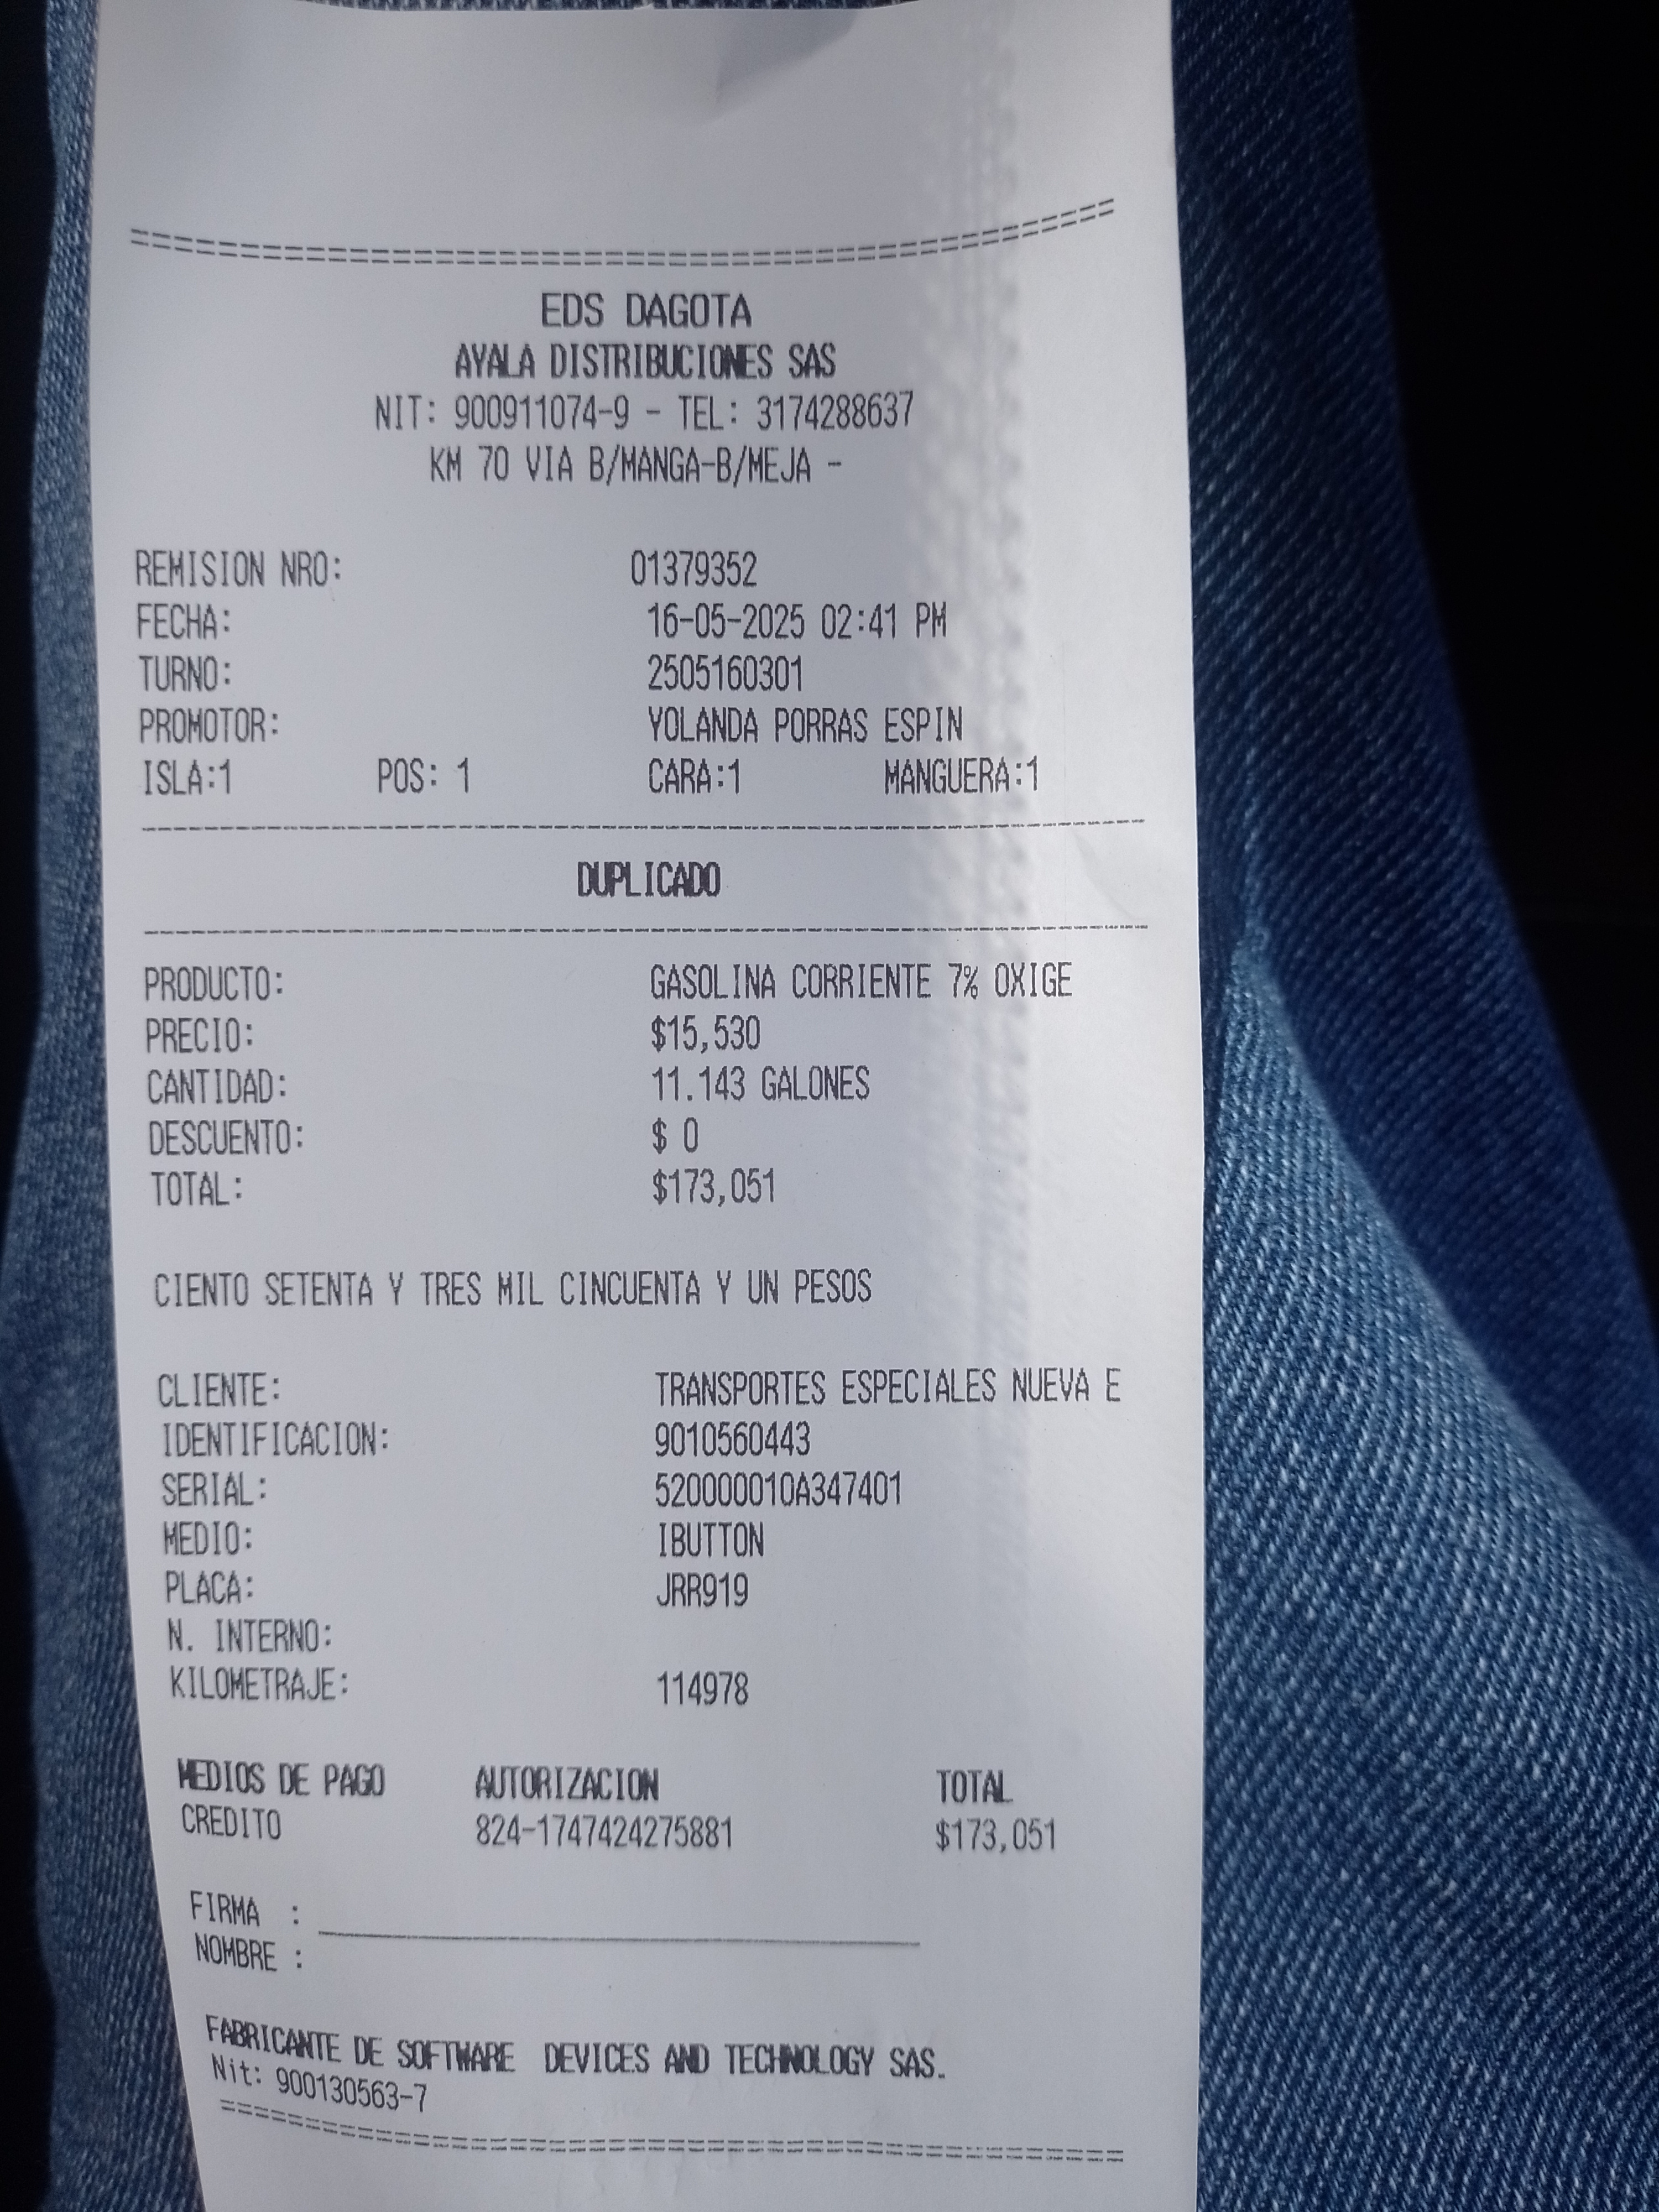 EDS DAGOTA
AYALA DISTRIBUCIONES SAS
NIT: 900911074-9 - TEL: 3174288637
KM 70 VIA B/MANGA-B/MEJA -
REMISION NRO: 01379352
FECHA: 16-05-2025 02:41 PM
TURNO: 2505160301
PROMOTOR: YOLANDA PORRAS ESPIN
ISLA:1 POS: 1 CARA:1 MANGUERA:1
DUPLICADO
PRODUCTO: GASOLINA CORRIENTE 7% OXIGE
PRECIO: $15,530
CANTIDAD: 11.143 GALONES
DESCUENTO: $ 0
TOTAL: $173,051
CIENTO SETENTA Y TRES MIL CINCUENTA Y UN PESOS
CLIENTE: TRANSPORTES ESPECIALES NUEVA E
IDENTIFICACION: 9010560443
SERIAL: 520000010A347401
MEDIO: IBUTTON
PLACA: JRR919
N. INTERNO:
KILOMETRAJE: 114978
MEDIOS DE PAGO AUTORIZACION TOTAL
CREDITO 824-1747424275881 $173,051
FIRMA :
NOMBRE :
FABRICANTE DE SOFTWARE DEVICES AND TECHNOLOGY SAS.
Nit: 900130563-7